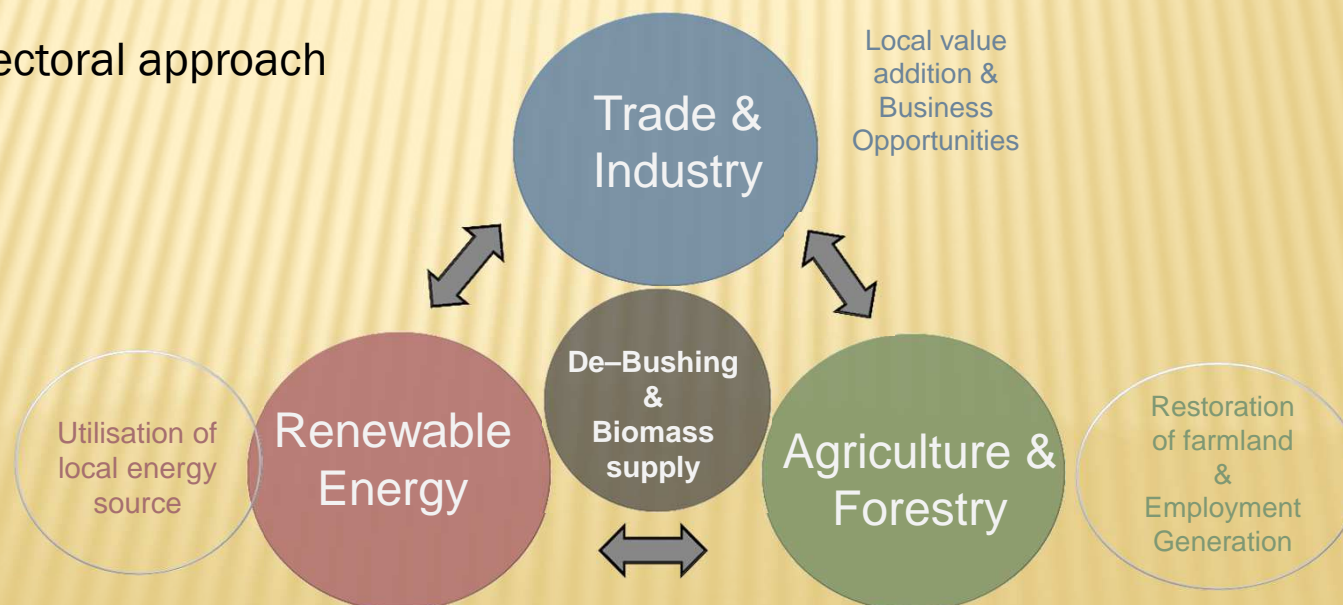 ectoral approach
Local value
addition &
Business
Opportunities
Trade &
Industry
De–Bushing
&
Biomass
supply
Utilisation of
local energy
source
Renewable
Energy
Agriculture &
Forestry
Restoration
of farmland
&
Employment
Generation